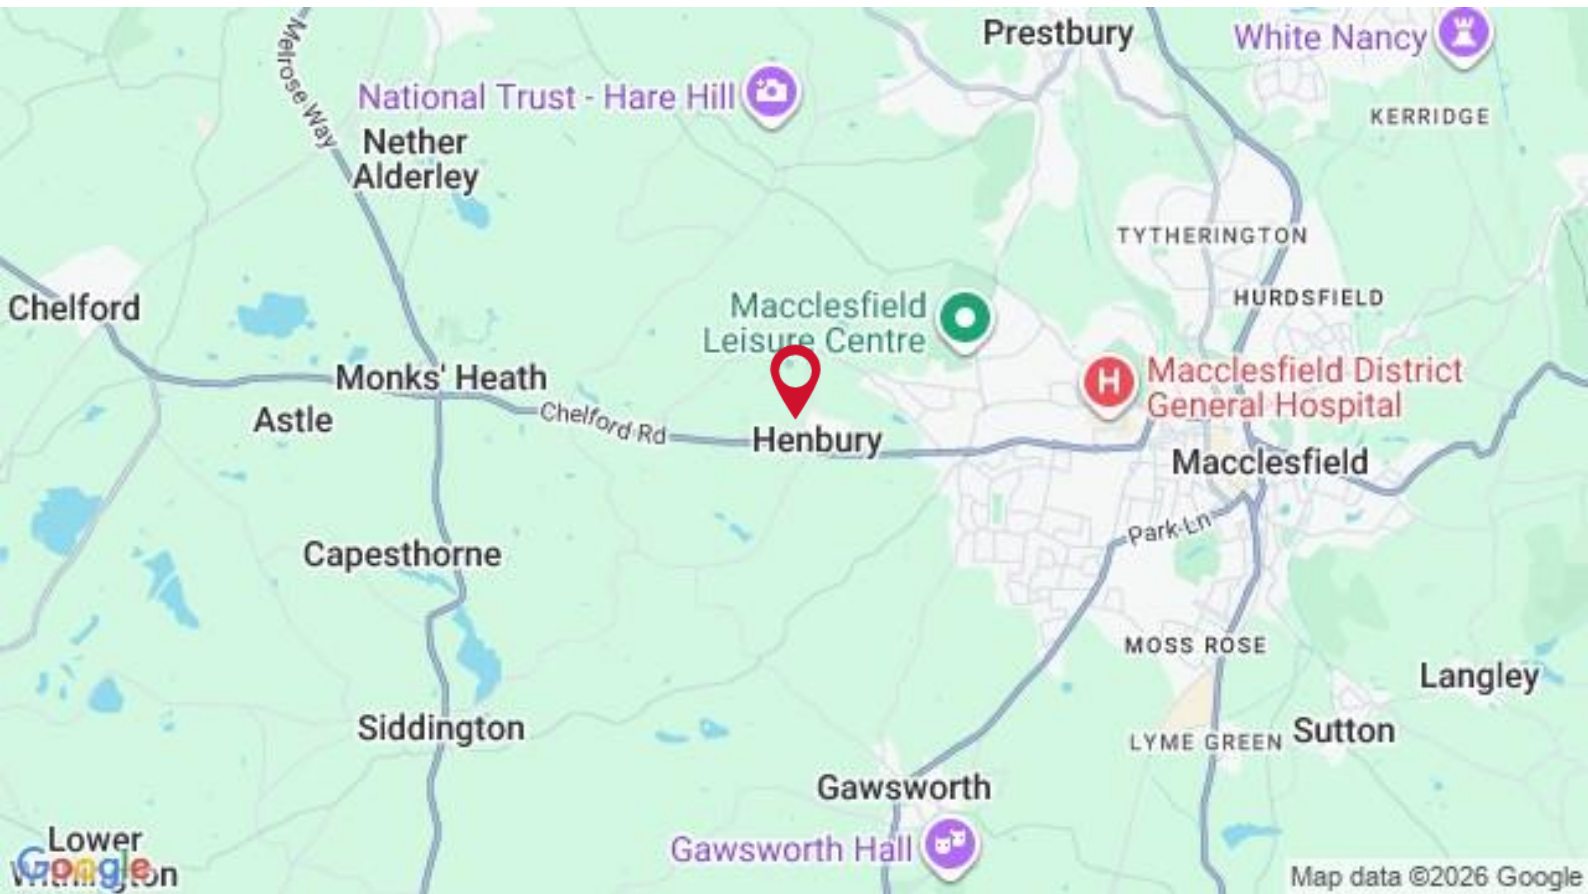 Prestbury
White Nancy
Melrose Way
National Trust - Hare Hill
KERRIDGE
Nether
Alderley
TYTHERINGTON
Chelford
Macclesfield
Leisure Centre
HURDSFIELD
Monks' Heath
H
Macclesfield District
General Hospital
Astle
Chelford Rd
Henbury
Macclesfield
Park Ln
Capesthorne
MOSS ROSE
Langley
Siddington
LYME GREEN
Sutton
Gawsworth
Lower
Withington
Google
Gawsworth Hall
Map data ©2026 Google